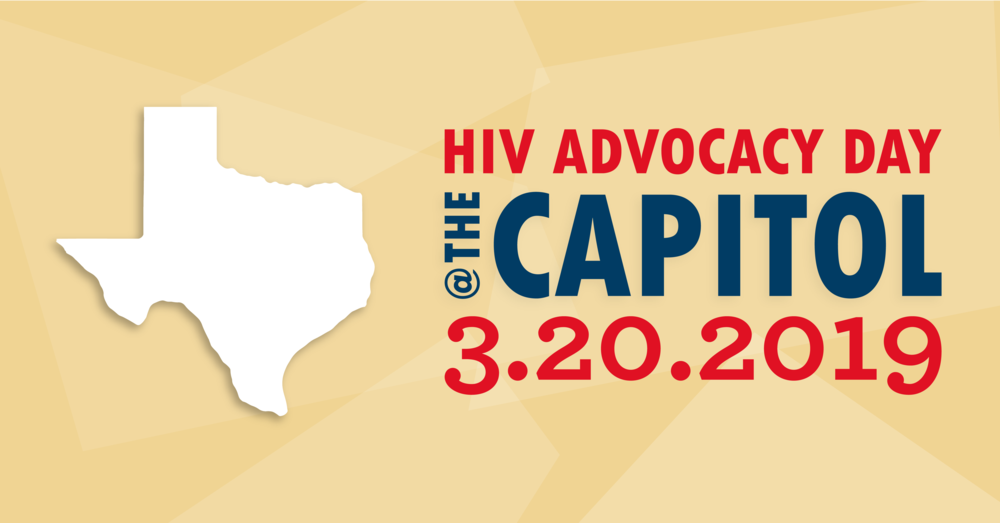 HIV ADVOCACY DAY
@THE
CAPITOL
3.20.2019